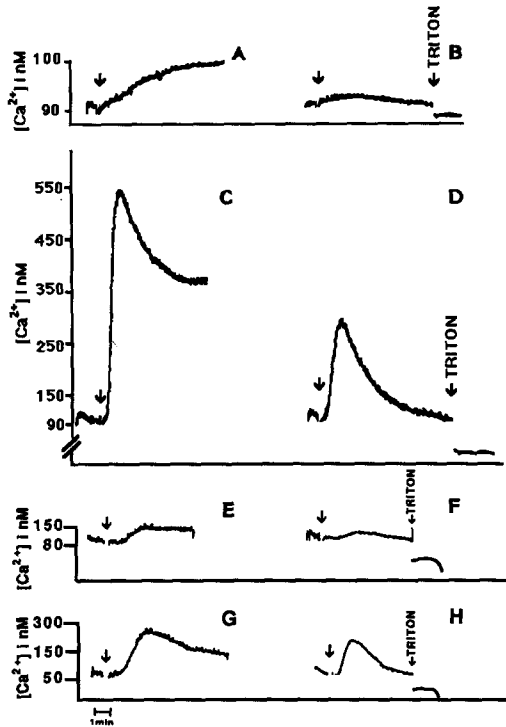 A
B
← TRITON
[Ca2+] i nM
100
90
C
D
← TRITON
[Ca2+] i nM
550
450
350
250
150
90
E
F
←TRITON
[Ca2+] i nM
150
80
G
H
←TRITON
[Ca2+] i nM
300
150
50
1min